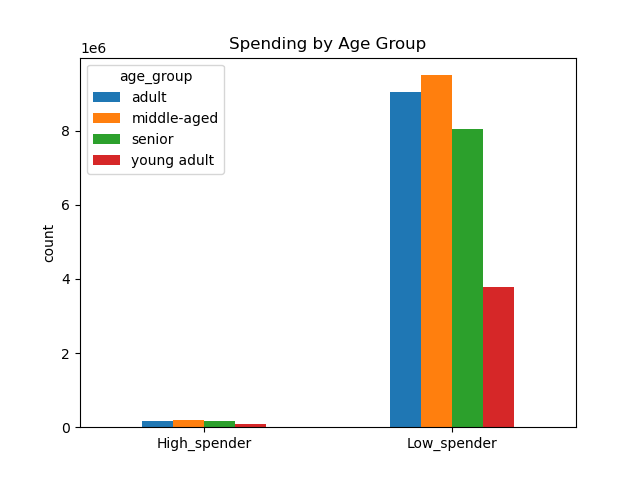 Spending by Age Group
1e6
age_group
adult
middle-aged
senior
young adult
8
6
4
2
0
count
High_spender
Low_spender